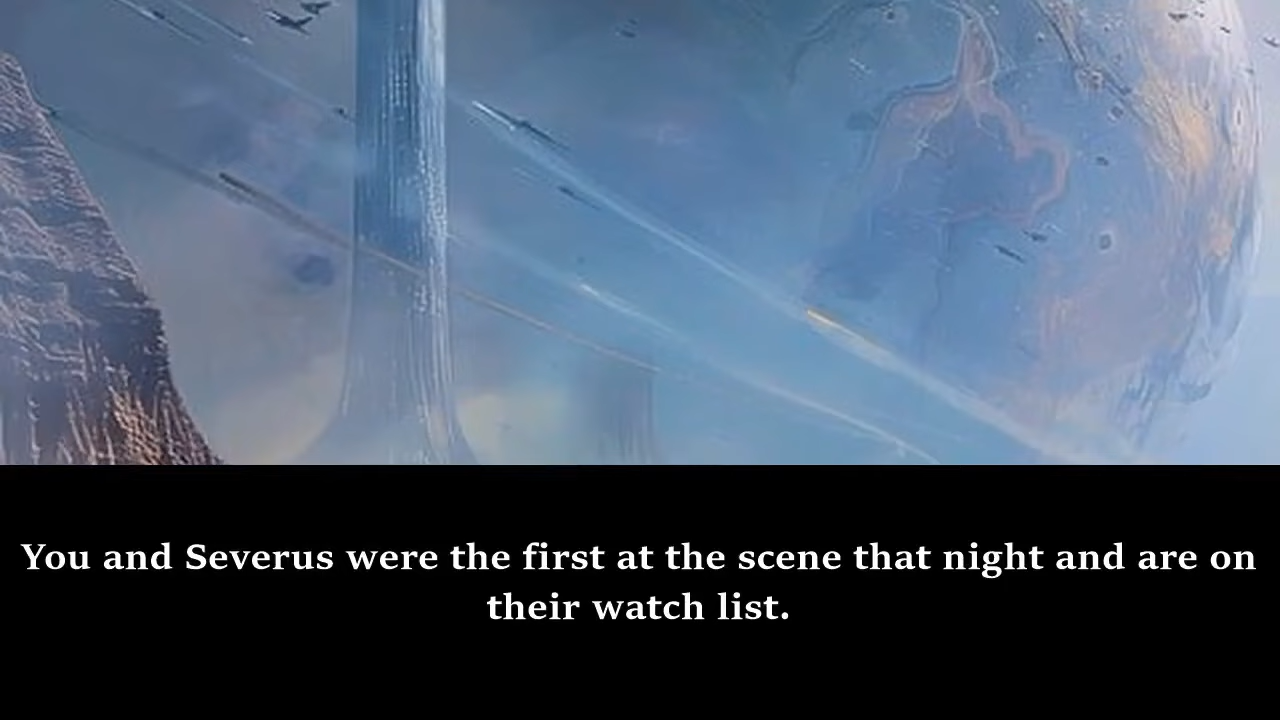 You and Severus were the first at the scene that night and are on
their watch list.